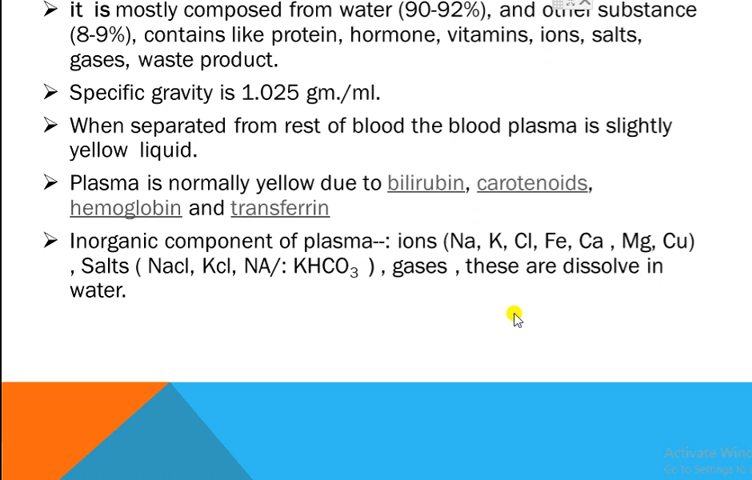 ➤ it is mostly composed from water (90-92%), and other substance
(8-9%), contains like protein, hormone, vitamins, ions, salts,
gases, waste product.
➤ Specific gravity is 1.025 gm./ml.
➤ When separated from rest of blood the blood plasma is slightly
yellow liquid.
➤ Plasma is normally yellow due to bilirubin, carotenoids,
hemoglobin and transferrin
➤ Inorganic component of plasma--: ions (Na, K, Cl, Fe, Ca , Mg, Cu)
, Salts ( Nacl, Kcl, NA/: KHCO₃ ) , gases , these are dissolve in
water.
Activate Wind
Go to Settings to a